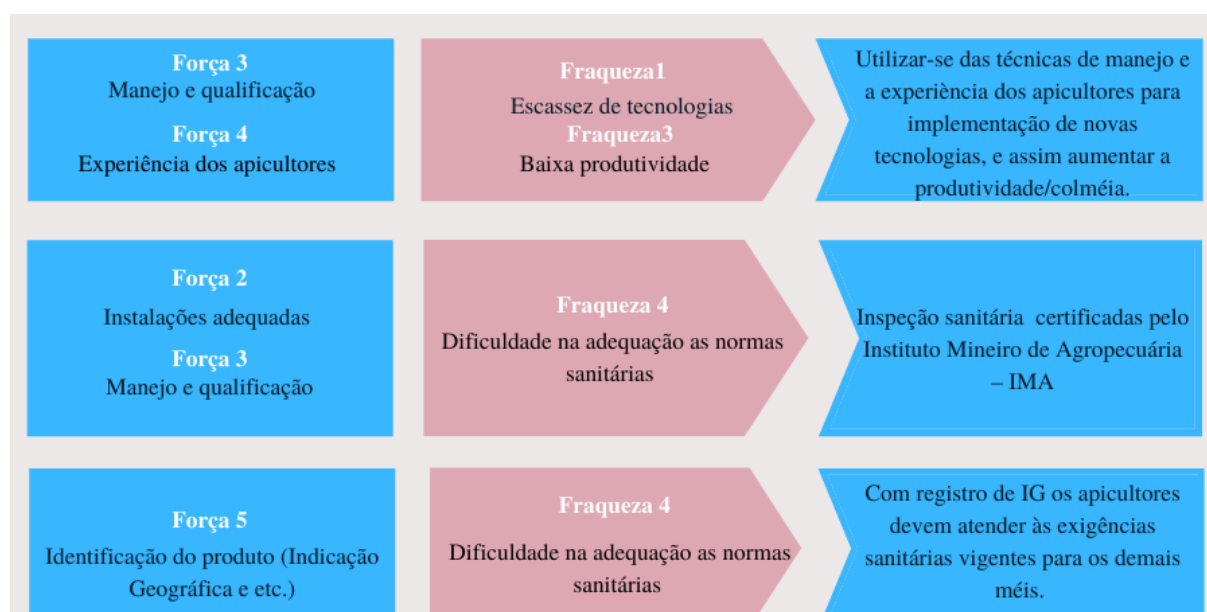 Força 3
Manejo e qualificação
Força 4
Experiência dos apicultores
Fraqueza1
Escassez de tecnologias
Fraqueza3
Baixa produtividade
Utilizar-se das técnicas de manejo e
a experiència dos apicultores para
implementação de novas
tecnologias, e assim aumentar a
produtividade/colméia.
Força 2
Instalações adequadas
Força 3
Manejo e qualificação
Fraqueza 4
Dificuldade na adequação as normas
sanitárias
Inspeção sanitária certificadas pelo
Instituto Mineiro de Agropecuária
– IMA
Força 5
Identificação do produto (Indicação
Geográfica e etc.)
Fraqueza 4
Dificuldade na adequação as normas
sanitárias
Com registro de IG os apicultores
devem atender às exigências
sanitárias vigentes para os demais
méis.